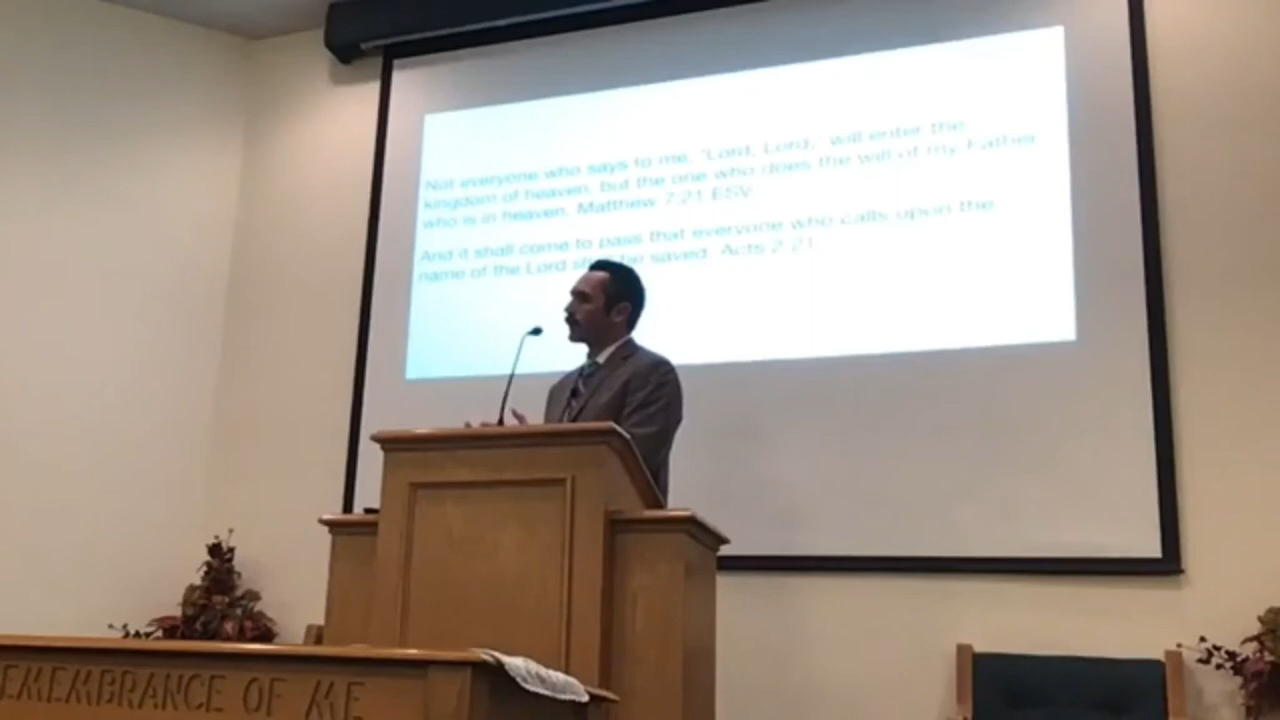 Not everyone who says to me, 'Lord, Lord,' will enter the
kingdom of heaven, but the one who does the will of my Father
who is in heaven. Matthew 7:21 ESV
And it shall come to pass that everyone who calls upon the
name of the Lord be saved. Acts 2:21
EMEMBRANCE OF ME